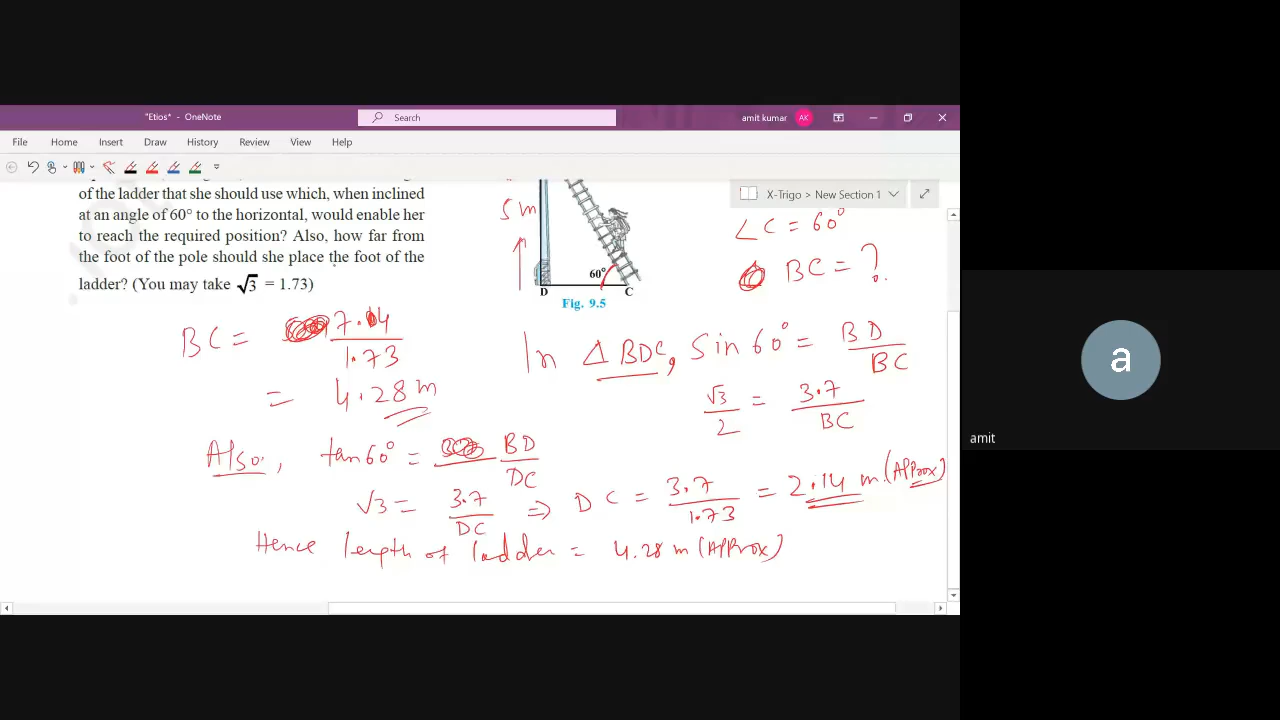 "Etios* - OneNote
Search
amit kumar
AK
File Home Insert Draw History Review View Help
X-Trigo > New Section 1
of the ladder that she should use which, when inclined
at an angle of 60° to the horizontal, would enable her
to reach the required position? Also, how far from
the foot of the pole should she place the foot of the
ladder? (You may take √3 = 1.73)
5 m
60°
D C
Fig. 9.5
∠C = 60°
BC = ?
BC = 7.4/1.73
= 4.28 m
In △ BDC, Sin 60° = BD/BC
√3/2 = 3.7/BC
Also, tan 60° = BD/DC
√3 = 3.7/DC ⇒ DC = 3.7/1.73 = 2.14 m. (Approx)
Hence length of ladder = 4.28 m (Approx)
a
amit